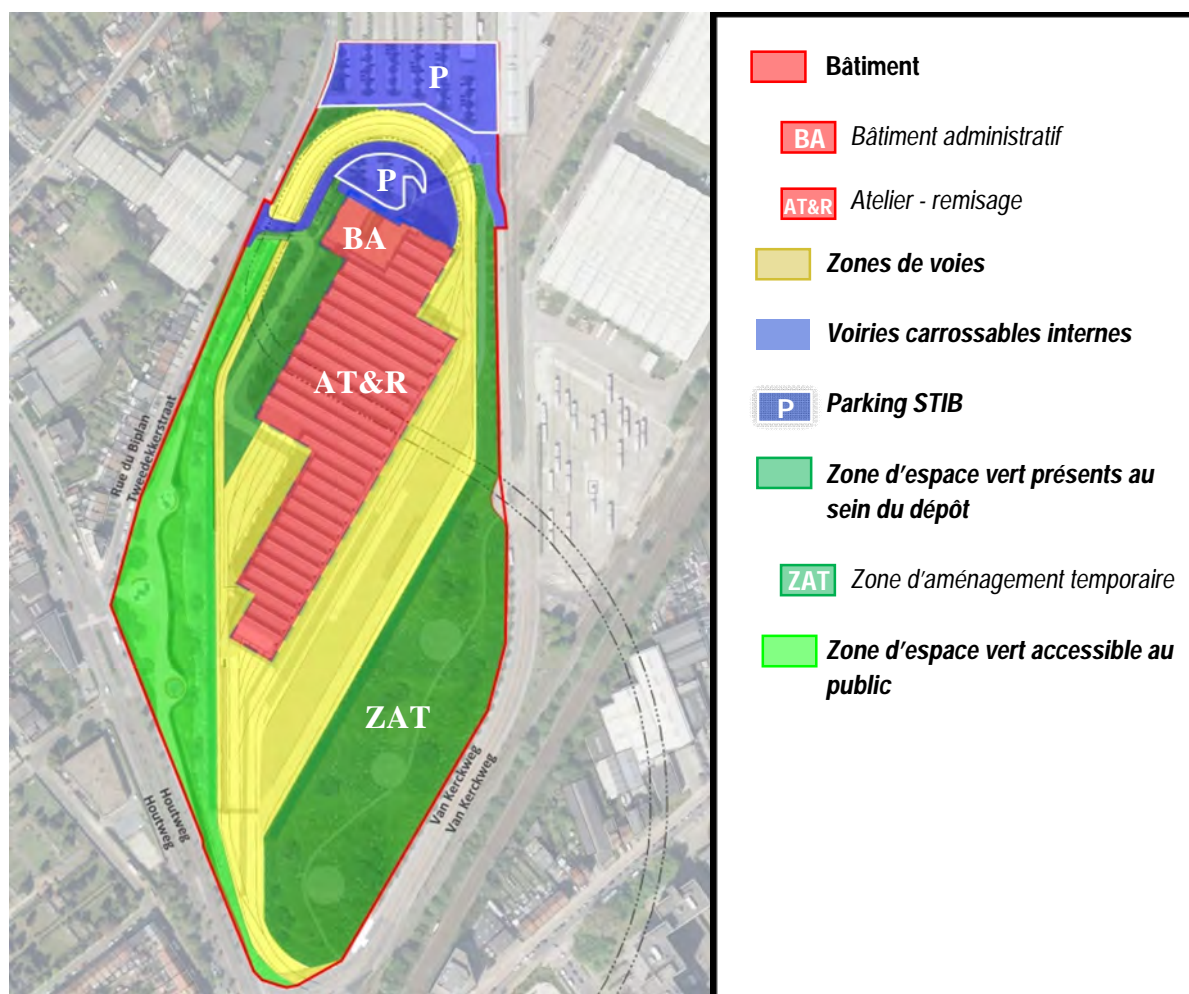 P
P
BA
AT&R
Rue du Biplan
Tweedekkerstraat
ZAT
Houtweg
Houtweg
Van Kerckweg
Van Kerckweg
Bâtiment
BA Bâtiment administratif
AT&R Atelier - remisage
Zones de voies
Voiries carrossables internes
P Parking STIB
Zone d'espace vert présents au
sein du dépôt
ZAT Zone d'aménagement temporaire
Zone d'espace vert accessible au
public